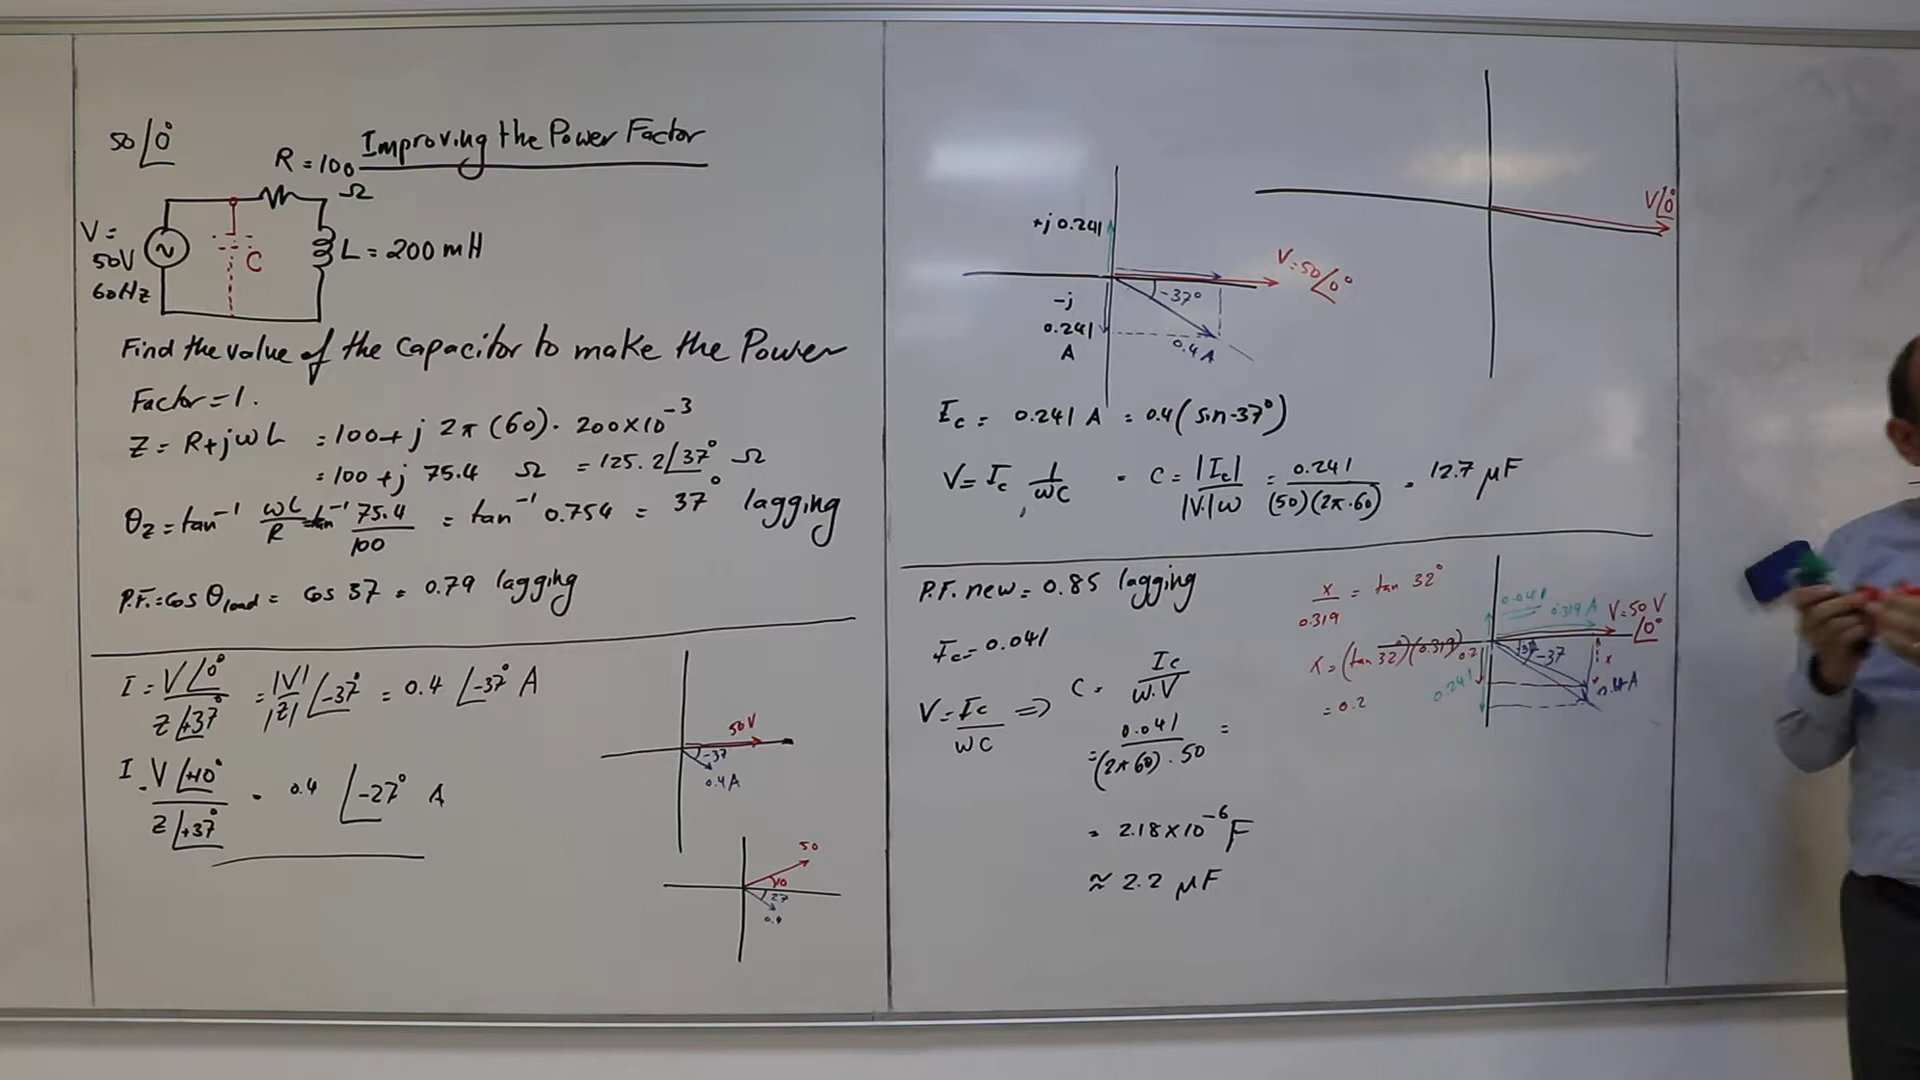 50∠0°
Improving the Power Factor
R = 100 Ω
V = 50V 60Hz
C
L = 200 mH
Find the value of the capacitor to make the Power
Factor = 1.
Z = R+jωL = 100+j 2π(60)· 200×10⁻³
= 100 +j 75.4 Ω = 125.2∠37° Ω
θz = tan⁻¹ ωL/R = tan⁻¹ 75.4/100 = tan⁻¹ 0.754 = 37° lagging
P.F. = cos θload = cos 37 = 0.79 lagging
I = V∠0°/Z∠+37° = |V|/|Z| ∠-37° = 0.4 ∠-37° A
I = V∠+10°/Z∠+37° = 0.4 ∠-27° A
50V
-37
0.4A
50
10
27
0.4
V∠0°
+j 0.241
V=50∠0°
-37°
-j 0.241 A
0.4 A
Ic = 0.241 A = 0.4 (sin-37°)
V = Ic 1/ωC - C = |Ic|/|V|ω = 0.241/(50)(2π·60) = 12.7 μF
P.F. new = 0.85 lagging
Ic = 0.041
V = Ic/ωC ⇒ C = Ic/ω.V
= 0.041/(2π60).50 =
= 2.18×10⁻⁶ F
≈ 2.2 μF
x/0.319 = tan 32°
x = (tan 32°)(0.319)
= 0.2
0.041
0.319 A
V=50 V ∠0°
0.2
0.241
-37
x
0.4A